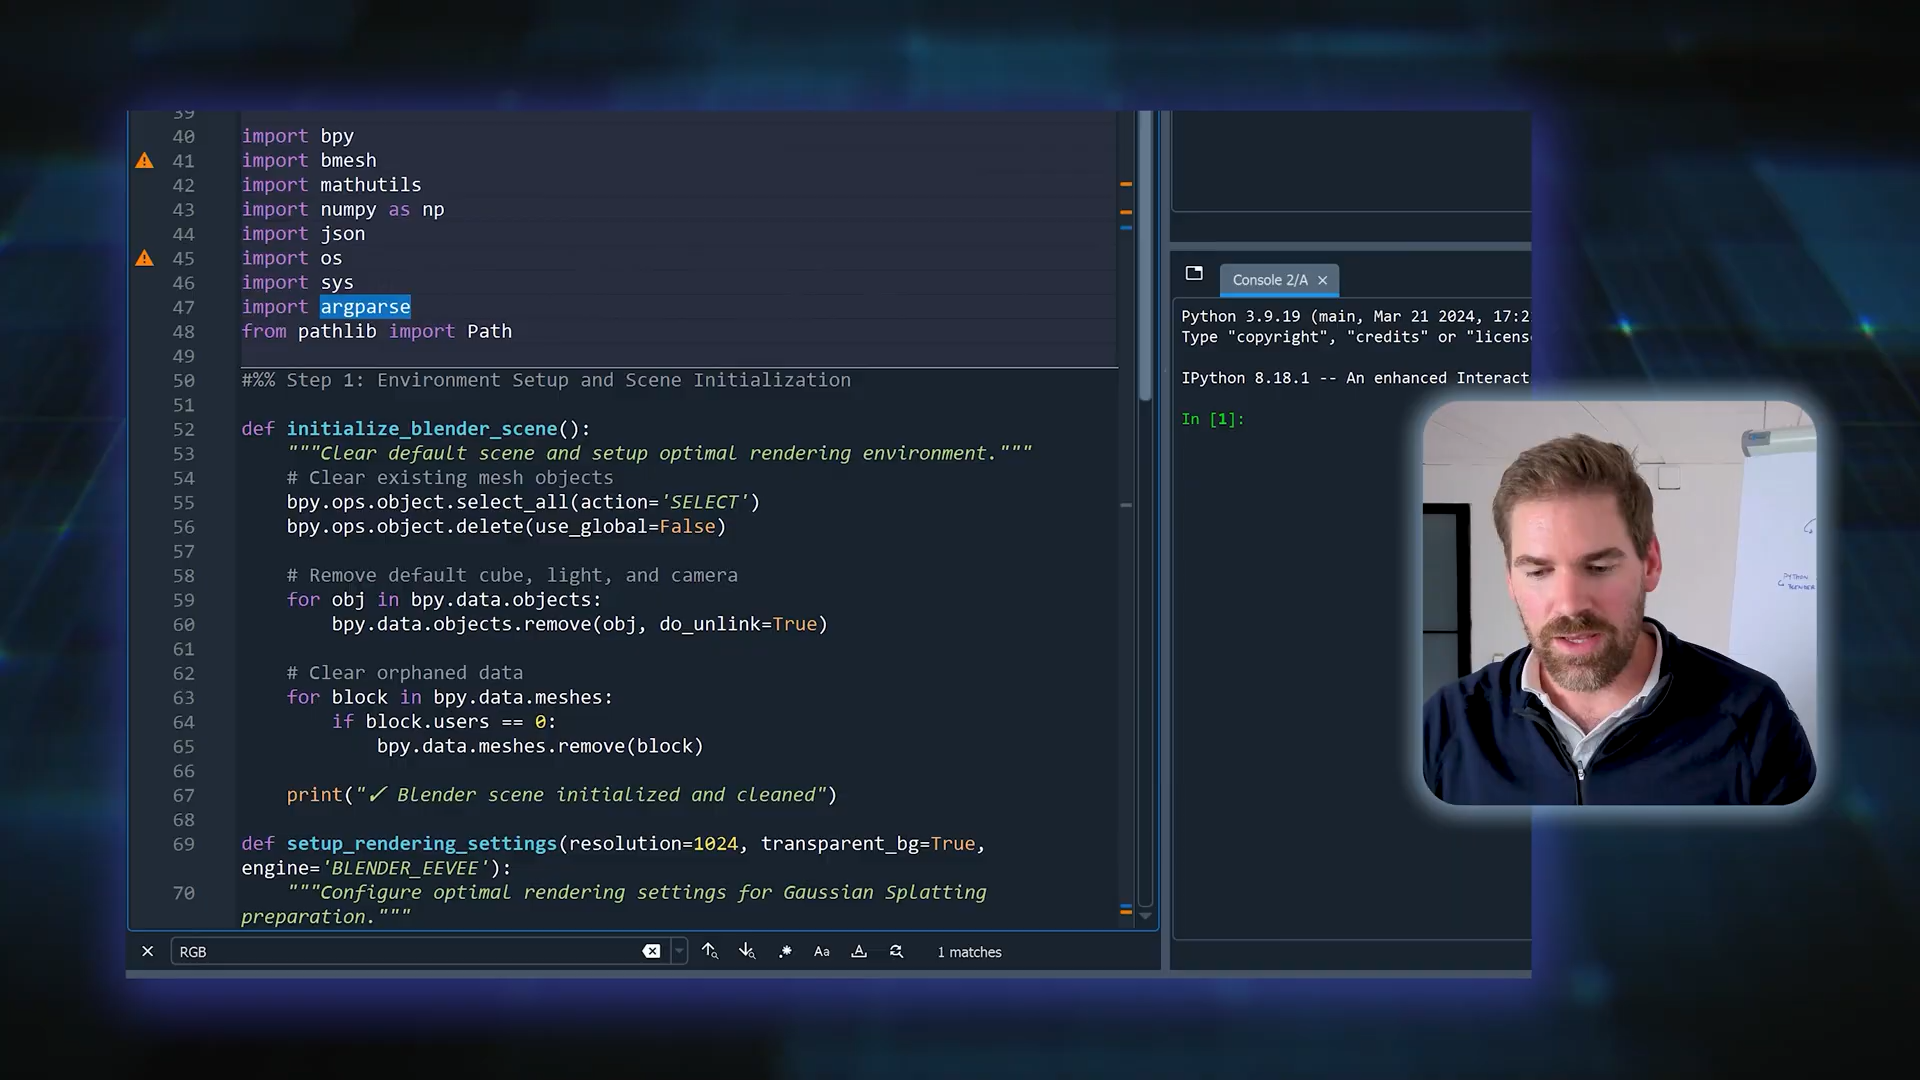 39
40 import bpy
41 import bmesh
42 import mathutils
43 import numpy as np
44 import json
45 import os
46 import sys
47 import argparse
48 from pathlib import Path
49
50 #%% Step 1: Environment Setup and Scene Initialization
51
52 def initialize_blender_scene():
53 """Clear default scene and setup optimal rendering environment."""
54 # Clear existing mesh objects
55 bpy.ops.object.select_all(action='SELECT')
56 bpy.ops.object.delete(use_global=False)
57
58 # Remove default cube, light, and camera
59 for obj in bpy.data.objects:
60 bpy.data.objects.remove(obj, do_unlink=True)
61
62 # Clear orphaned data
63 for block in bpy.data.meshes:
64 if block.users == 0:
65 bpy.data.meshes.remove(block)
66
67 print("✓ Blender scene initialized and cleaned")
68
69 def setup_rendering_settings(resolution=1024, transparent_bg=True,
engine='BLENDER_EEVEE'):
70 """Configure optimal rendering settings for Gaussian Splatting
preparation."""
RGB
Aa
1 matches
Console 2/A
Python 3.9.19 (main, Mar 21 2024, 17:2
Type "copyright", "credits" or "licens
IPython 8.18.1 -- An enhanced Interact
In [1]:
PYTHON
BLENDER